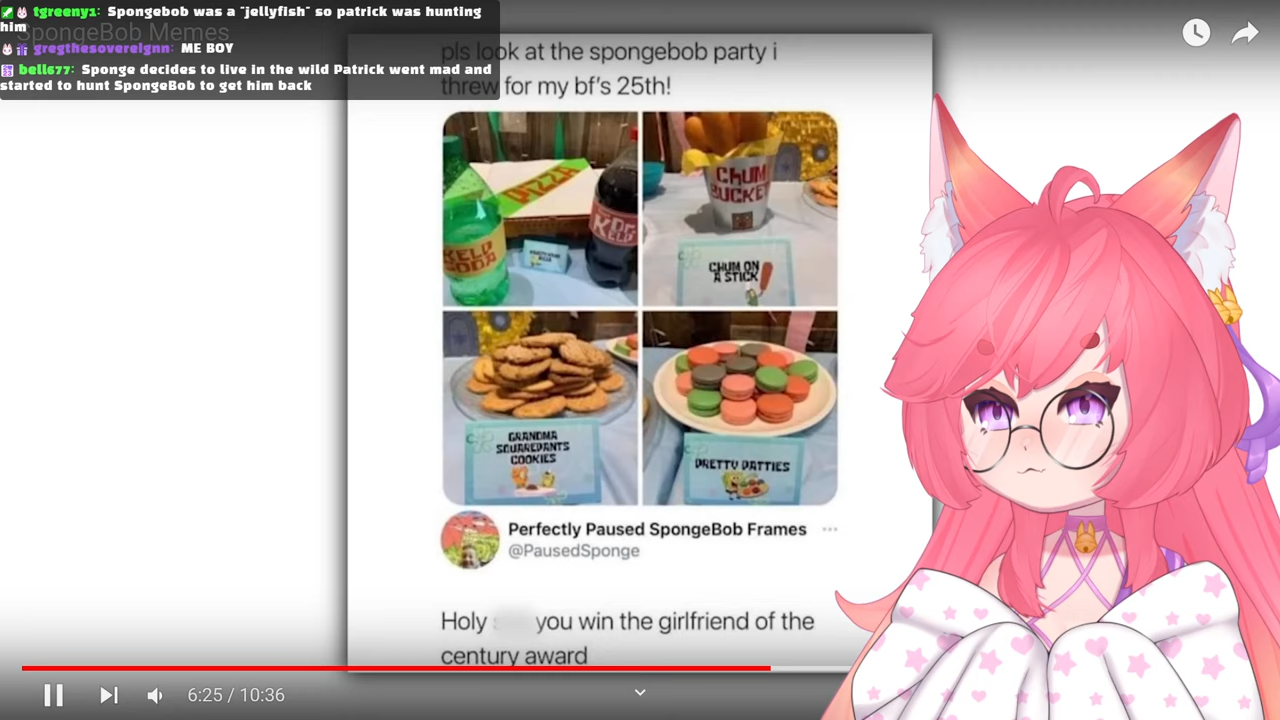 tgreeny1: Spongebob was a "jellyfish" so patrick was hunting
him
SpongeBob Memes
gregthesovereignn: ME BOY
bell677: Sponge decides to live in the wild Patrick went mad and
started to hunt SpongeBob to get him back
pls look at the spongebob party i
threw for my bf's 25th!
PIZZA
KELP
SODA
KELP
CHUM
BUCKET
CHUM ON
A STICK
GRANDMA
SQUAREPANTS
COOKIES
PRETTY PATTIES
Perfectly Paused SpongeBob Frames
@PausedSponge
Holy you win the girlfriend of the
century award
6:25 / 10:36